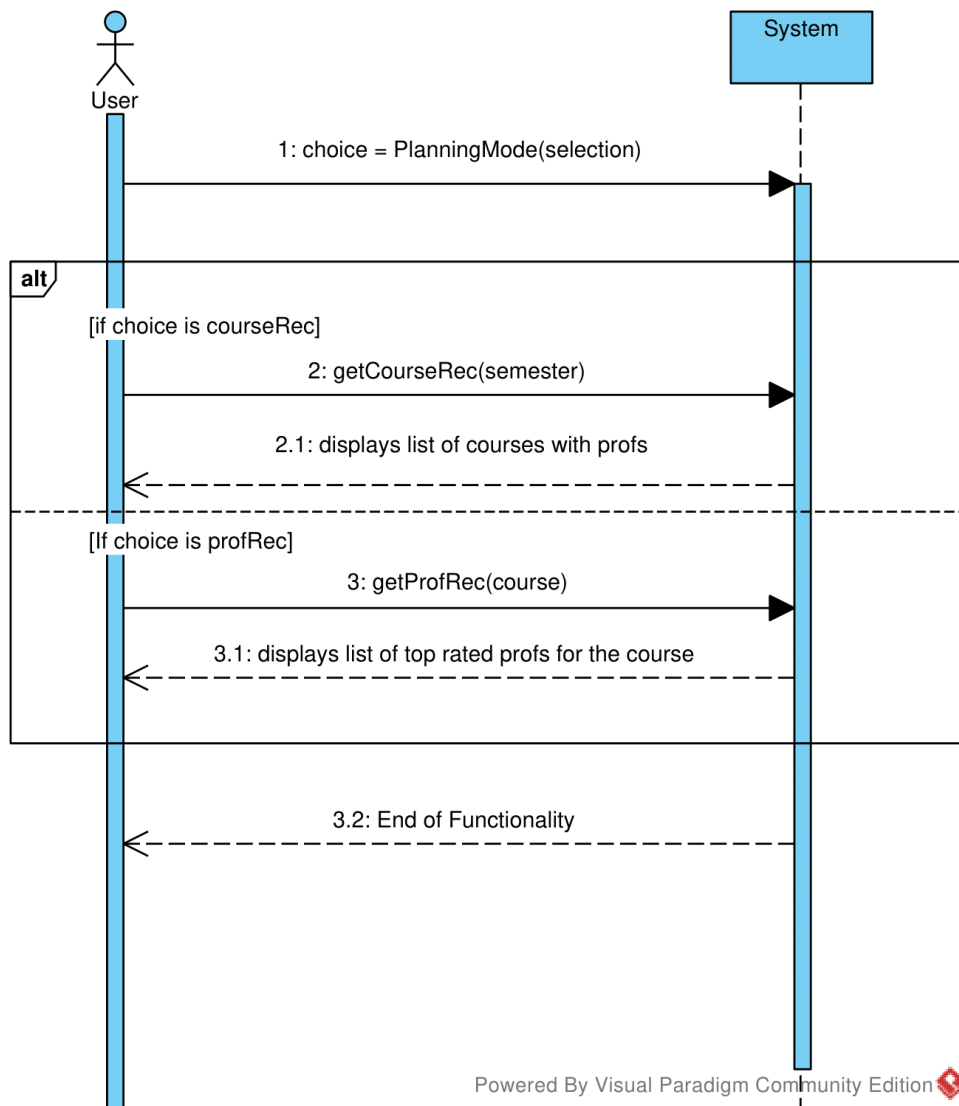 System
User
1: choice = PlanningMode(selection)
alt
[if choice is courseRec]
2: getCourseRec(semester)
2.1: displays list of courses with profs
[If choice is profRec]
3: getProfRec(course)
3.1: displays list of top rated profs for the course
3.2: End of Functionality
Powered By Visual Paradigm Community Edition